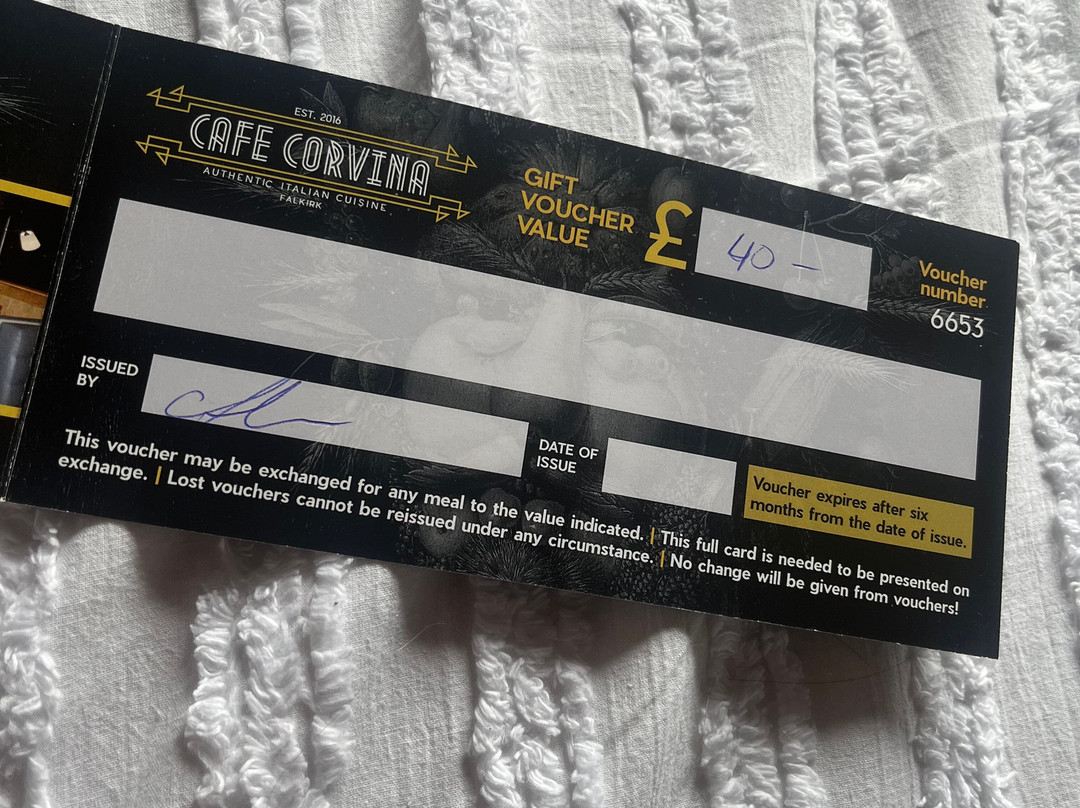 EST. 2016
CAFE CORVINA
AUTHENTIC ITALIAN CUISINE
FALKIRK
GIFT
VOUCHER
VALUE
£
40 –
Voucher
number
6653
ISSUED
BY
DATE OF
ISSUE
Voucher expires after six
months from the date of issue.
This voucher may be exchanged for any meal to the value indicated. | This full card is needed to be presented on
exchange. | Lost vouchers cannot be reissued under any circumstance. | No change will be given from vouchers!